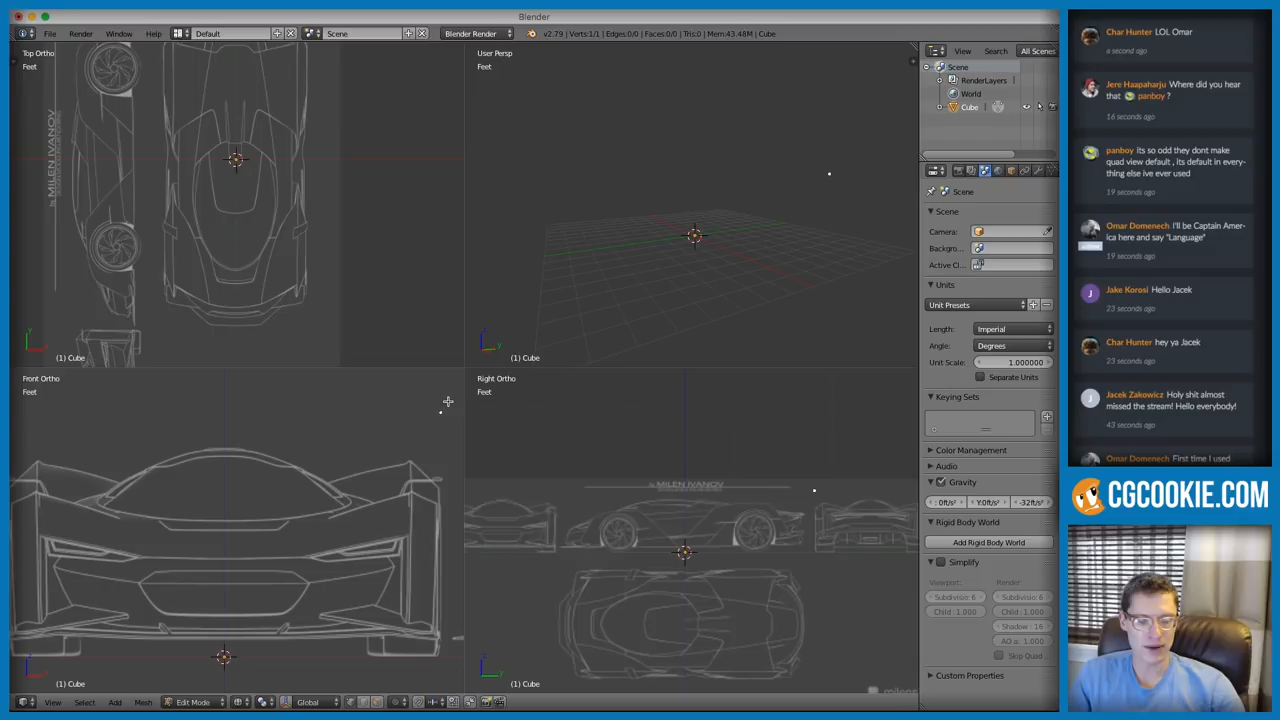 Blender
File
Render
Window
Help
Default
Scene
Blender Render
v2.79 | Verts:1/1 | Edges:0/0 | Faces:0/0 | Tris:0 | Mem:43.48M | Cube
Top Ortho
Feet
by MILEN IVANOV
(1) Cube
User Persp
Feet
(1) Cube
Front Ortho
Feet
(1) Cube
Right Ortho
Feet
by MILEN IVANOV
(1) Cube
View
Select
Add
Mesh
Edit Mode
Global
View
Search
All Scenes
Scene
RenderLayers
World
Cube
Scene
Scene
Camera:
Backgro...
Active Cl...
Units
Unit Presets
Length:
Imperial
Angle:
Degrees
Unit Scale:
1.000000
Separate Units
Keying Sets
Color Management
Audio
Gravity
0ft/s²
Y:0ft/s²
-32ft/s²
Rigid Body World
Add Rigid Body World
Simplify
Viewport:
Render:
Subdivisio: 6
Subdivisio: 6
Child : 1.000
Child : 1.000
Shadow : 16
AO a: 1.000
Skip Quad
Custom Properties
Char Hunter LOL Omar
a second ago
Jere Haapaharju Where did you hear
that panboy ?
16 seconds ago
panboy its so odd they dont make
quad view default , its default in every-
thing else ive ever used
19 seconds ago
Omar Domenech I'll be Captain Amer-
ica here and say "Language"
19 seconds ago
Jake Korosi Hello Jacek
23 seconds ago
Char Hunter hey ya Jacek
23 seconds ago
Jacek Zakowicz Holy shit almost
missed the stream! Hello everybody!
43 seconds ago
Omar Domenech First time I used
CGCOOKIE.COM